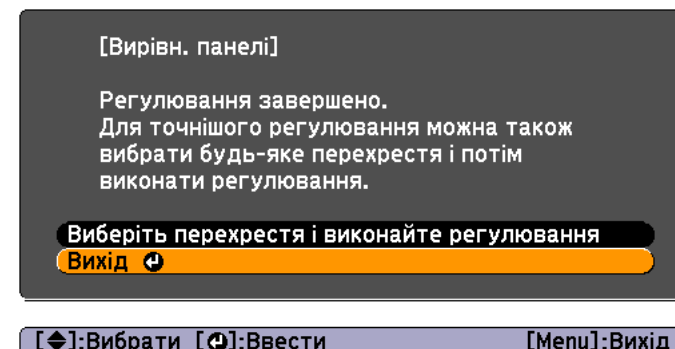 [Вирівн. панелі]
Регулювання завершено.
Для точнішого регулювання можна також
вибрати будь-яке перехрестя і потім
виконати регулювання.
Виберіть перехрестя і виконайте регулювання
Вихід
[◆]:Вибрати [↵]:Ввести [Menu]:Вихід